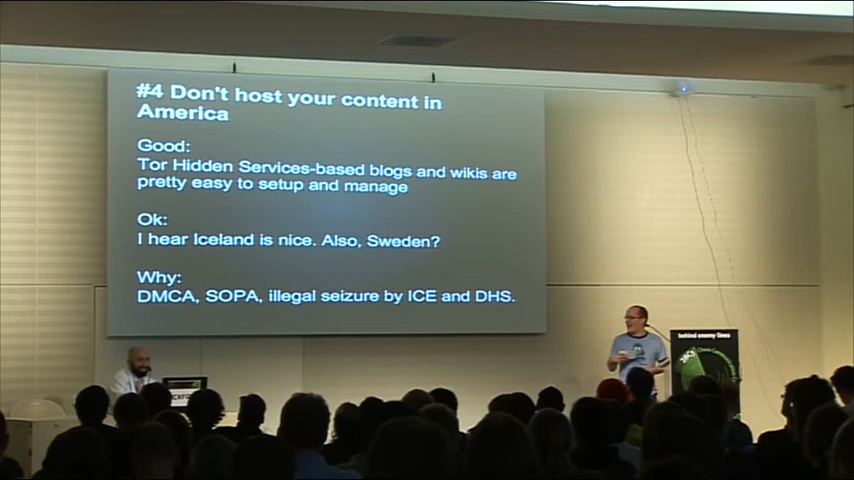 #4 Don't host your content in
America
Good:
Tor Hidden Services-based blogs and wikis are
pretty easy to setup and manage
Ok:
I hear Iceland is nice. Also, Sweden?
Why:
DMCA, SOPA, illegal seizure by ICE and DHS.
behind enemy lines